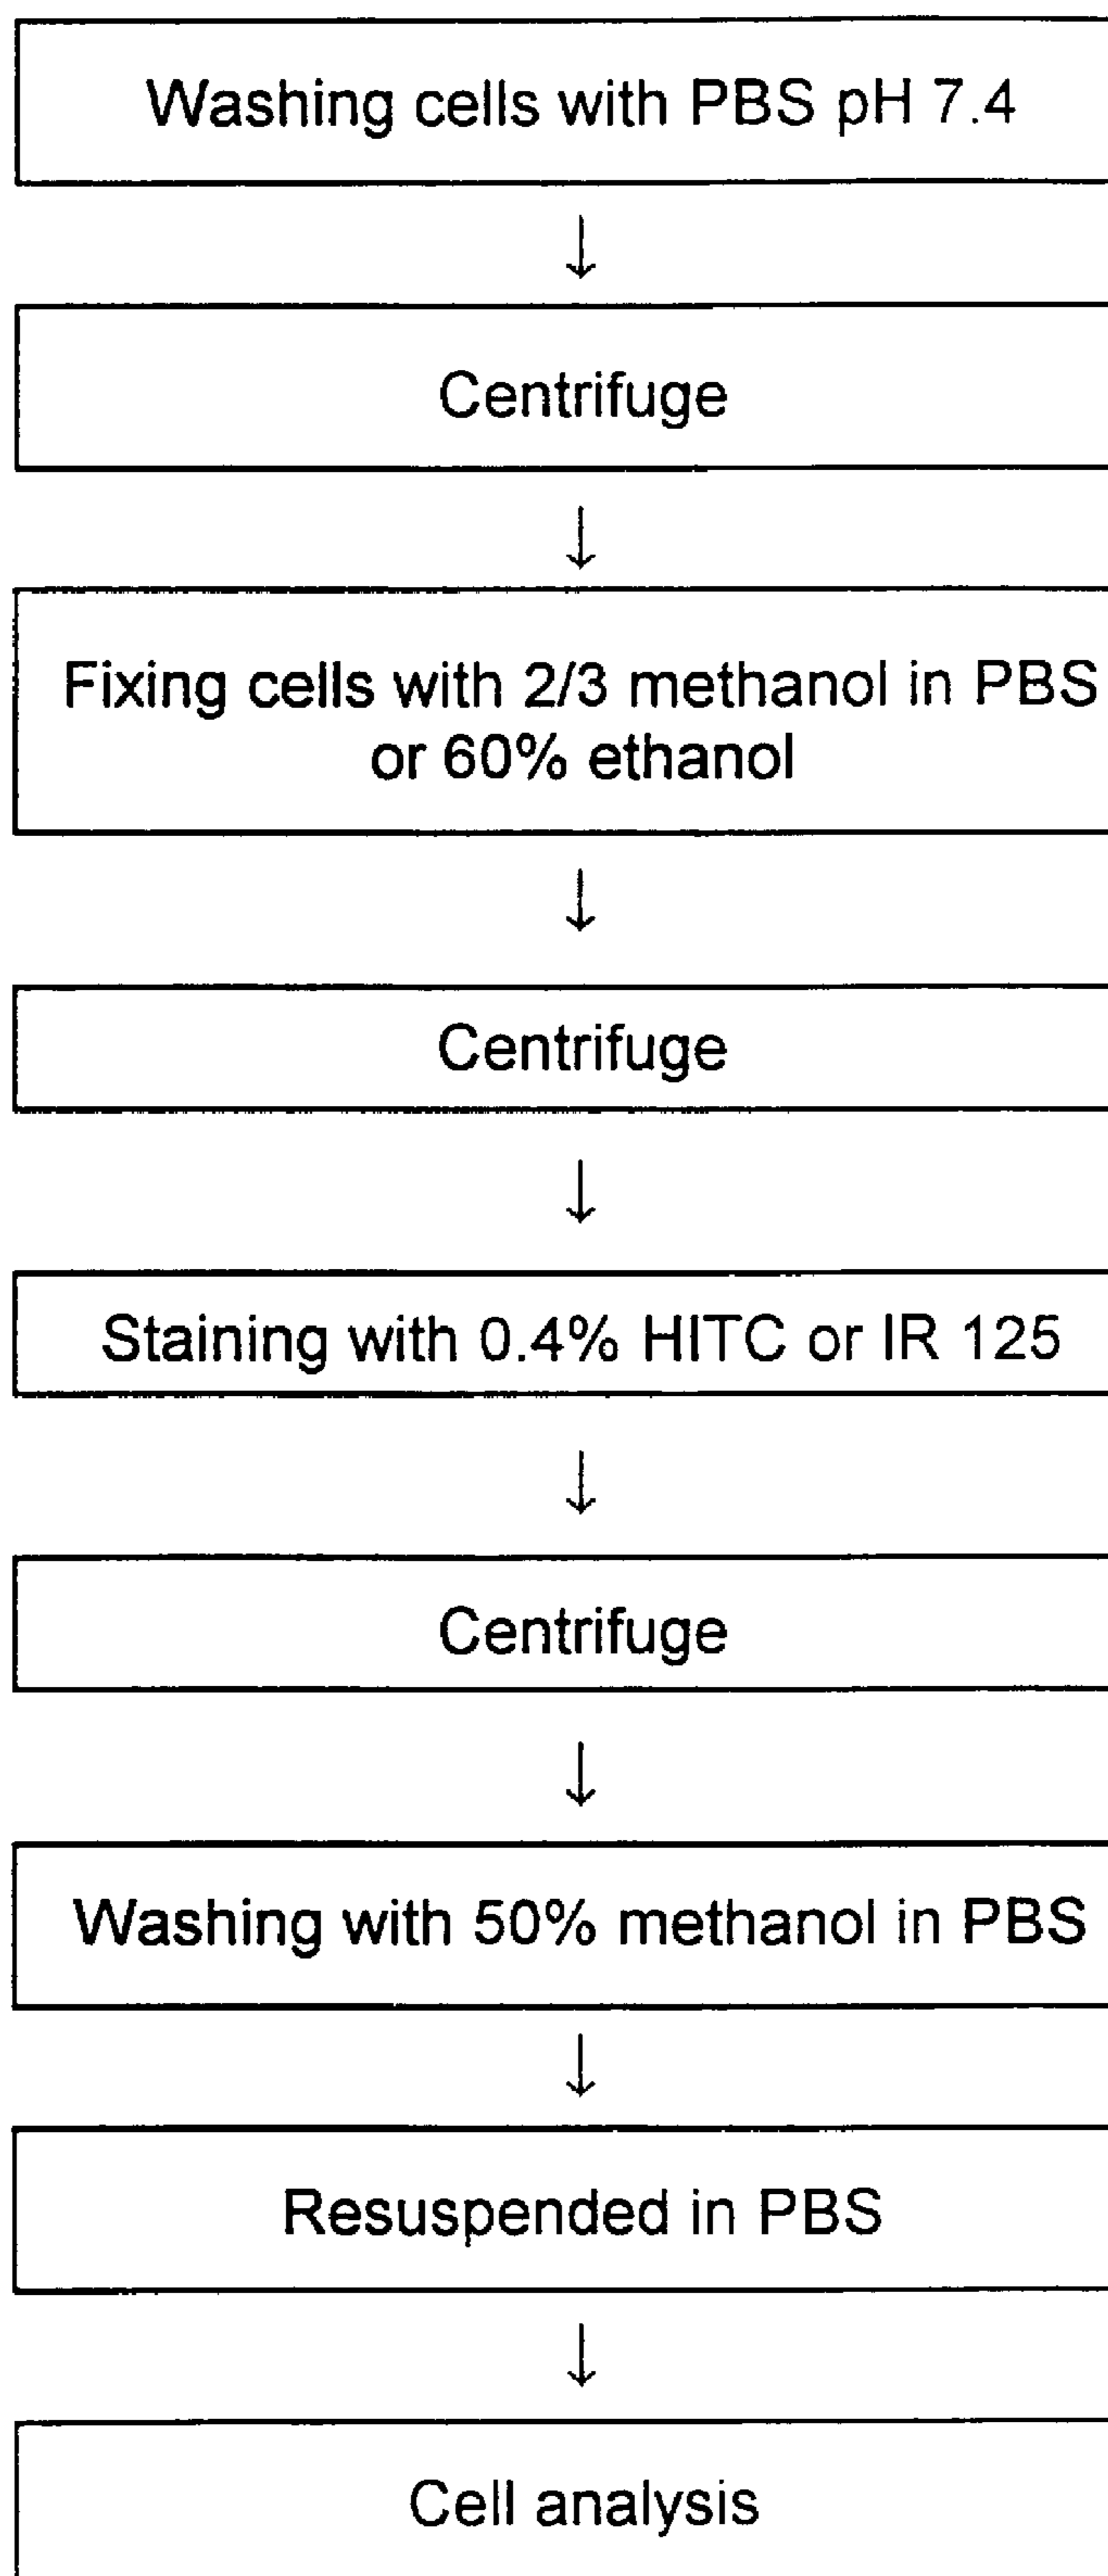 Washing cells with PBS pH 7.4
↓
Centrifuge
↓
Fixing cells with 2/3 methanol in PBS
or 60% ethanol
↓
Centrifuge
↓
Staining with 0.4% HITC or IR 125
↓
Centrifuge
↓
Washing with 50% methanol in PBS
↓
Resuspended in PBS
↓
Cell analysis